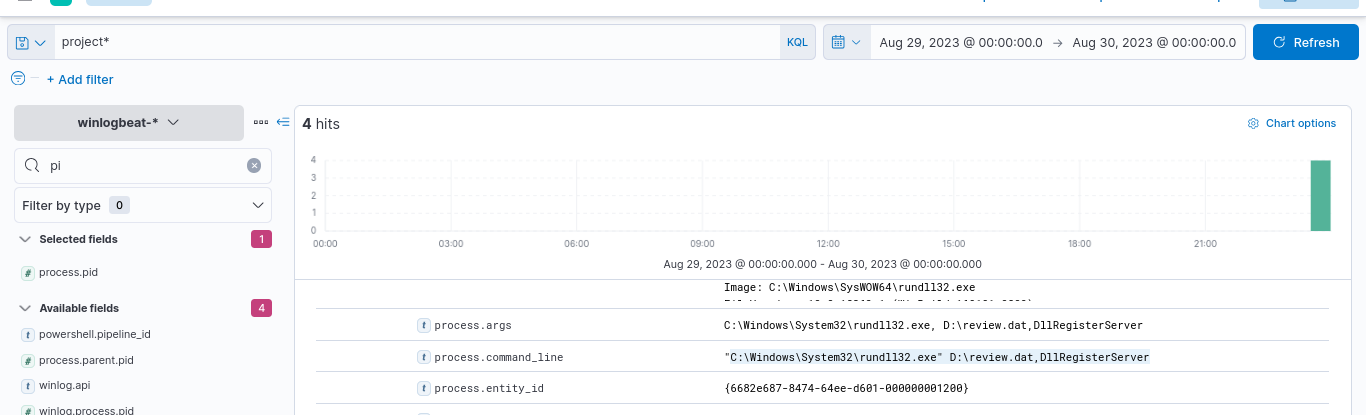 project*
KQL
Aug 29, 2023 @ 00:00:00.0 → Aug 30, 2023 @ 00:00:00.0
Refresh
+ Add filter
winlogbeat-*
4 hits
Chart options
pi
Filter by type 0
Selected fields 1
# process.pid
Available fields 4
t powershell.pipeline_id
# process.parent.pid
t winlog.api
# winlog.process.pid
4
3
2
1
0
00:00 03:00 06:00 09:00 12:00 15:00 18:00 21:00
Aug 29, 2023 @ 00:00:00.000 - Aug 30, 2023 @ 00:00:00.000
Image: C:\Windows\SysWOW64\rundll32.exe
t process.args C:\Windows\System32\rundll32.exe, D:\review.dat,DllRegisterServer
t process.command_line "C:\Windows\System32\rundll32.exe" D:\review.dat,DllRegisterServer
t process.entity_id {6682e687-8474-64ee-d601-000000001200}